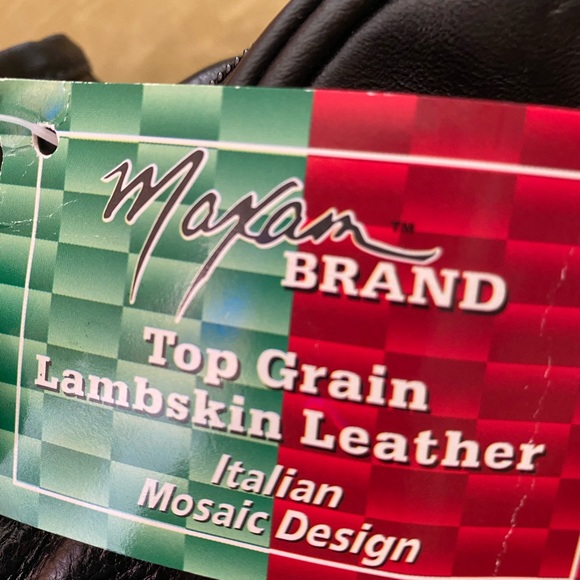 Maxam™
BRAND
Top Grain
Lambskin Leather
Italian
Mosaic Design